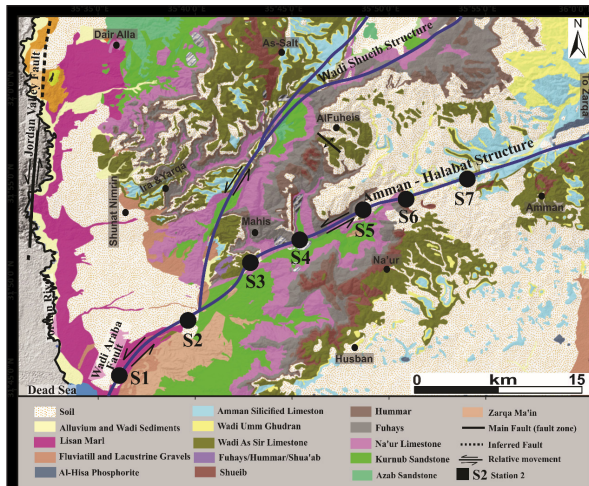 Dair Alla
As-Salt
N
Wadi Shueib Structure
To Zarqa
Jordan Valley Fault
AlFuheis
Ira a Yarqa
Amman - Halabat Structure
Shunat Nimrin
Mahis
S7
S6
S5
Amman
S4
S3
Na'ur
S2
Wadi Araba
Fault
Husban
S1
Dead Sea
0
km
15
Soil
Alluvium and Wadi Sediments
Lisan Marl
Fluviatill and Lacustrine Gravels
Al-Hisa Phosphorite
Amman Silicified Limeston
Wadi Umm Ghudran
Wadi As Sir Limestone
Fuhays/Hummar/Shua'ab
Shueib
Hummar
Fuhays
Na'ur Limestone
Kurnub Sandstone
Azab Sandstone
Zarqa Ma'in
Main Fault (fault zone)
Inferred Fault
Relative movement
S2 Station 2